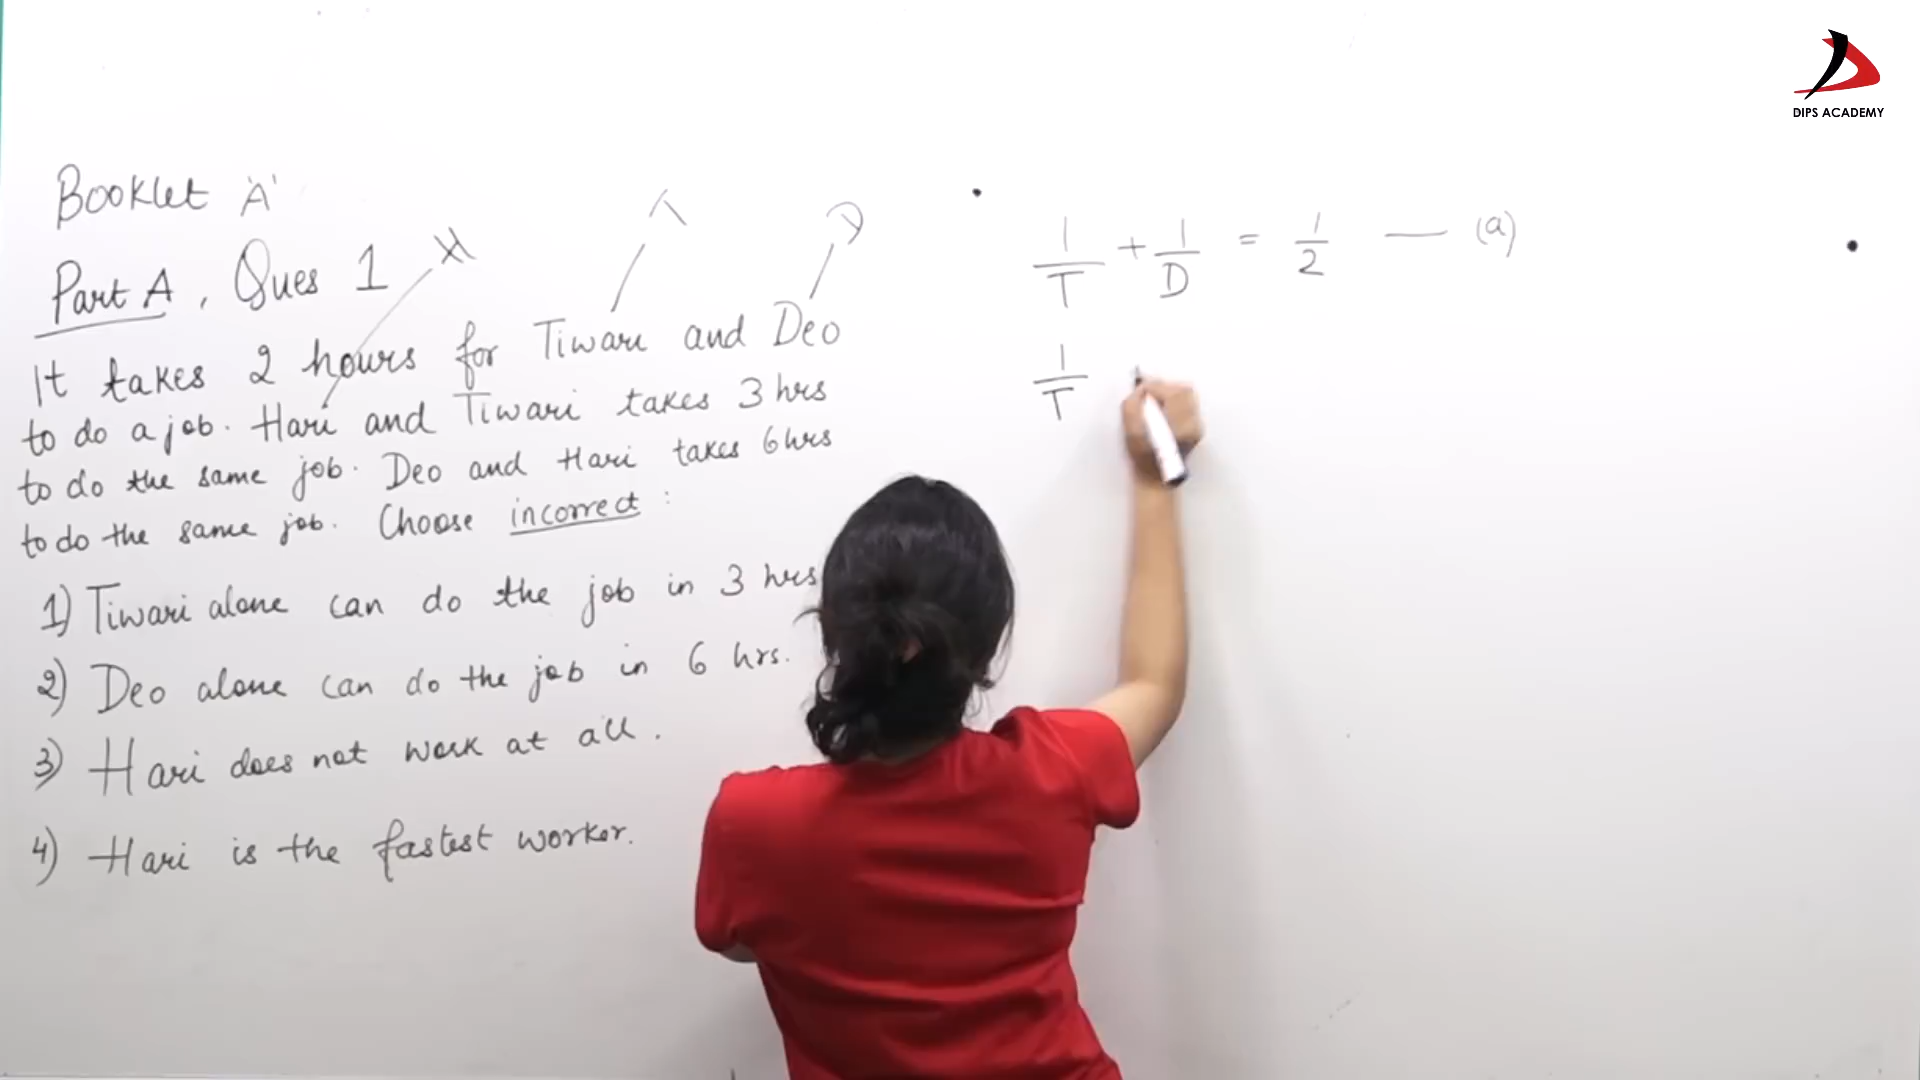 DIPS ACADEMY
Booklet 'A'
Part A, Ques 1
H
T
D
It takes 2 hours for Tiwari and Deo
to do a job. Hari and Tiwari takes 3 hrs
to do the same job. Deo and Hari takes 6 hrs
to do the same job. Choose incorrect:
1) Tiwari alone can do the job in 3 hrs
2) Deo alone can do the job in 6 hrs.
3) Hari does not work at all.
4) Hari is the fastest worker.
1/T + 1/D = 1/2 — (a)
1/T